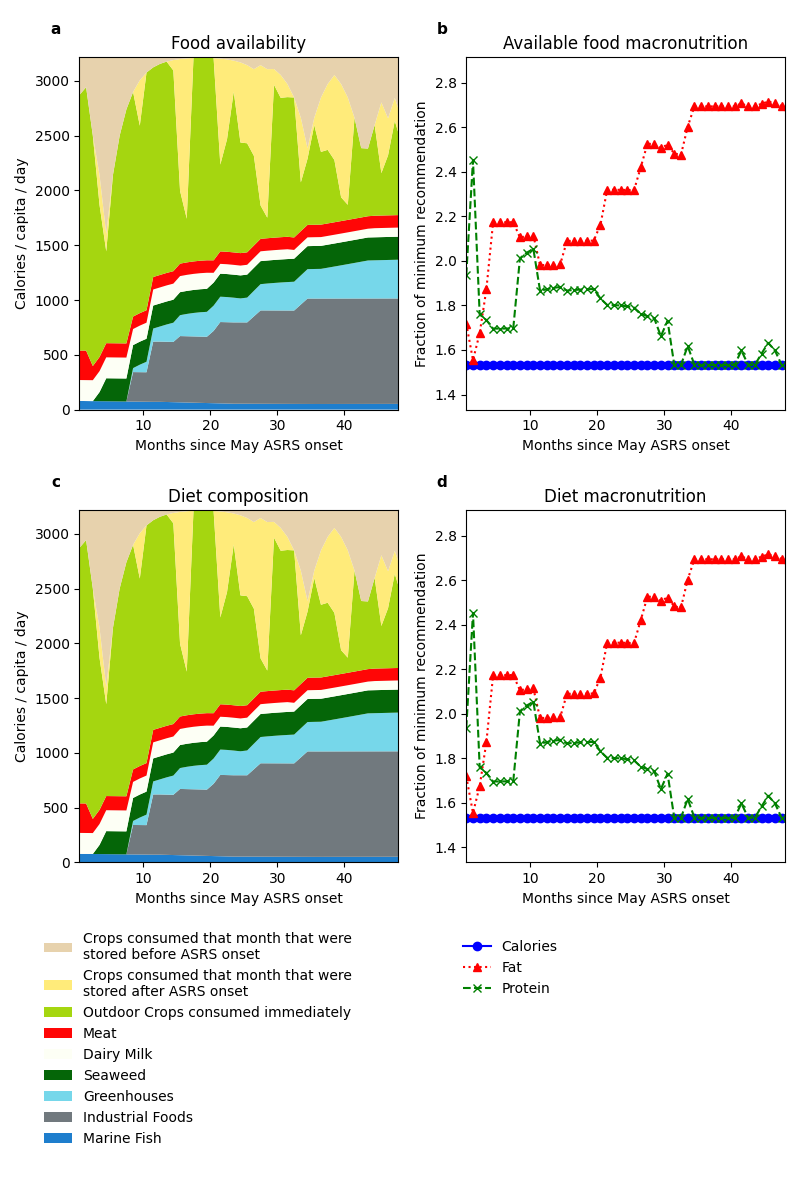 a
Food availability
Calories / capita / day
3000
2500
2000
1500
1000
500
0
10
20
30
40
Months since May ASRS onset
b
Available food macronutrition
Fraction of minimum recommendation
2.8
2.6
2.4
2.2
2.0
1.8
1.6
1.4
10
20
30
40
Months since May ASRS onset
c
Diet composition
Calories / capita / day
3000
2500
2000
1500
1000
500
0
10
20
30
40
Months since May ASRS onset
d
Diet macronutrition
Fraction of minimum recommendation
2.8
2.6
2.4
2.2
2.0
1.8
1.6
1.4
10
20
30
40
Months since May ASRS onset
Crops consumed that month that were
stored before ASRS onset
Crops consumed that month that were
stored after ASRS onset
Outdoor Crops consumed immediately
Meat
Dairy Milk
Seaweed
Greenhouses
Industrial Foods
Marine Fish
Calories
Fat
Protein